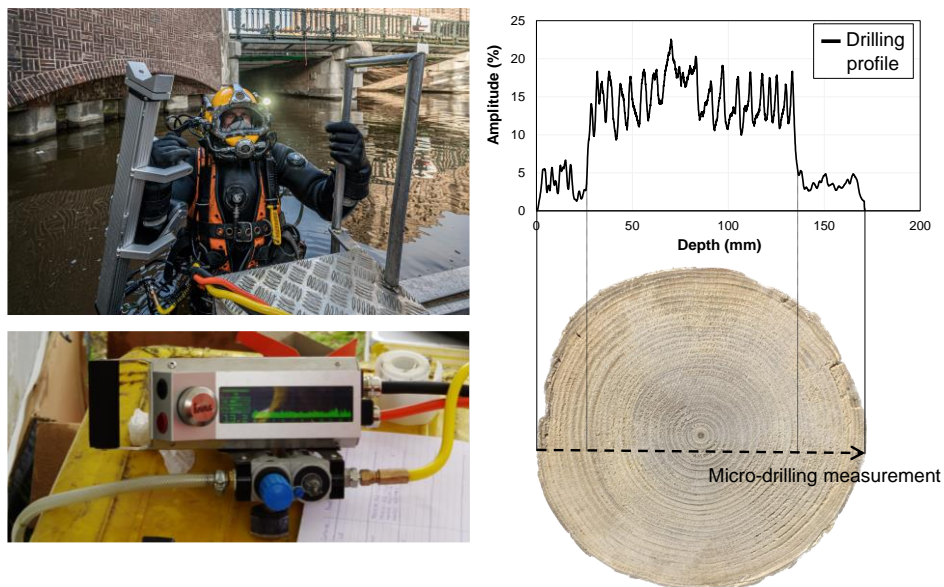 25
20
15
10
5
0
Amplitude (%)
Drilling
profile
0 50 100 150 200
Depth (mm)
Micro-drilling measurement